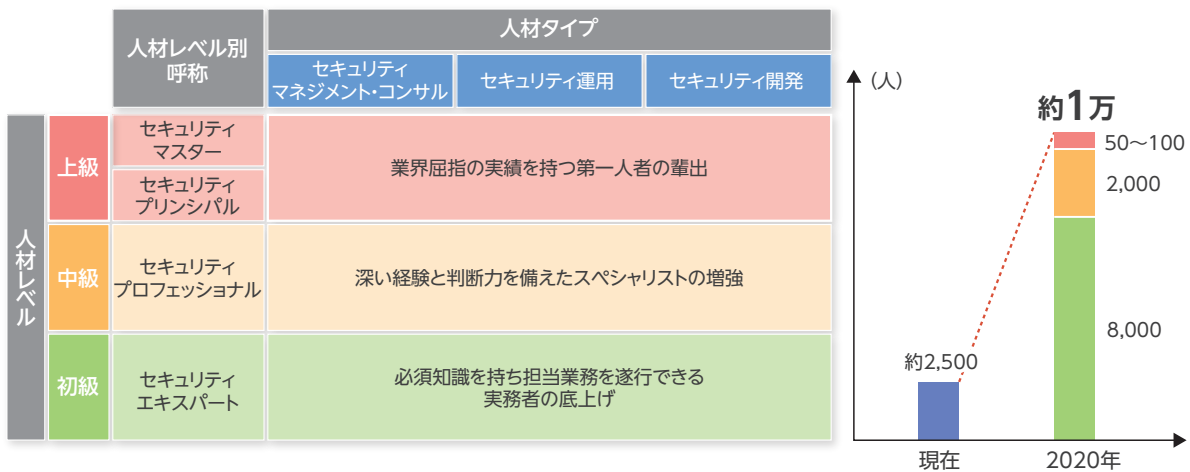 人材レベル別
呼称
人材タイプ
セキュリティ
マネジメント・コンサル
セキュリティ運用
セキュリティ開発
人材レベル
上級
セキュリティ
マスター
セキュリティ
プリンシパル
業界屈指の実績を持つ第一人者の輩出
中級
セキュリティ
プロフェッショナル
深い経験と判断力を備えたスペシャリストの増強
初級
セキュリティ
エキスパート
必須知識を持ち担当業務を遂行できる
実務者の底上げ
(人)
約1万
50〜100
2,000
8,000
約2,500
現在
2020年